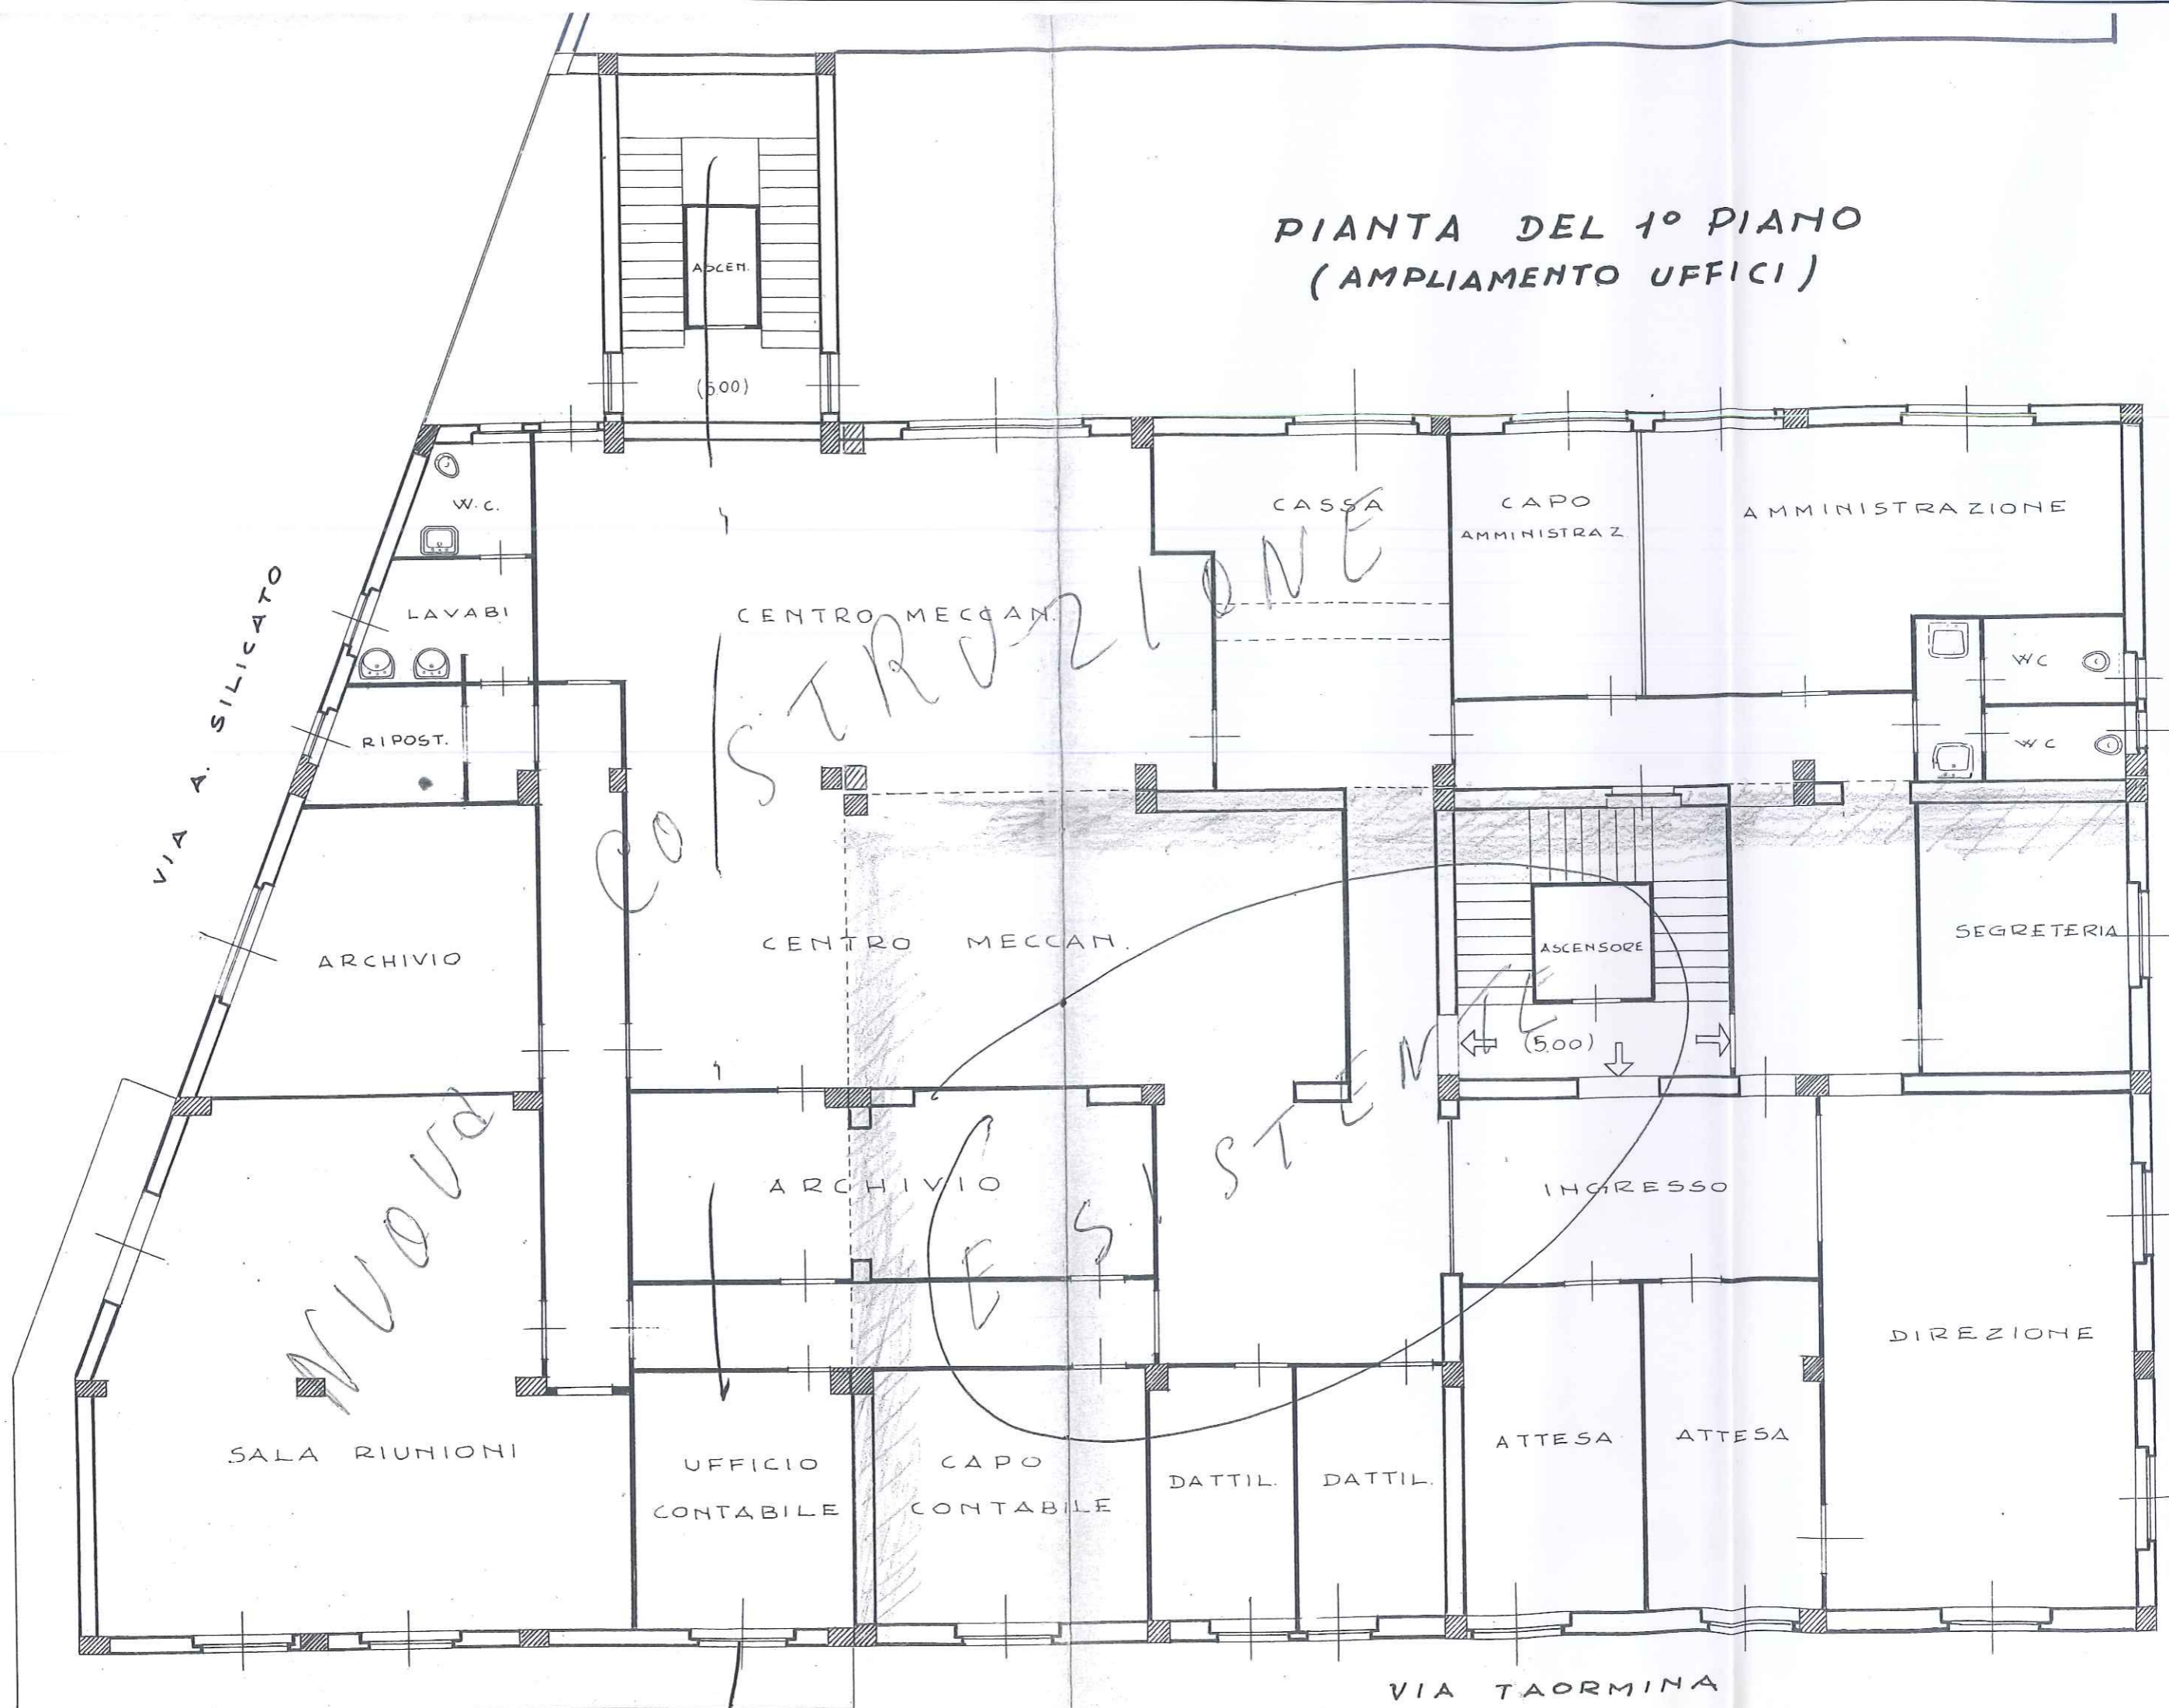 PIANTA DEL 1° PIANO
(AMPLIAMENTO UFFICI)
ASCEN.
(5.00)
W.C.
CASSA
CAPO
AMMINISTRAZ.
AMMINISTRAZIONE
LAVABI
CENTRO MECCAN.
WC
WC
RIPOST.
VIA A. SILICATO
NUOVA COSTRUZIONE
ARCHIVIO
CENTRO MECCAN.
ASCENSORE
SEGRETERIA
(5.00)
ARCHIVIO
ESISTENTE
INGRESSO
DIREZIONE
SALA RIUNIONI
UFFICIO
CONTABILE
CAPO
CONTABILE
DATTIL.
DATTIL.
ATTESA
ATTESA
VIA TAORMINA